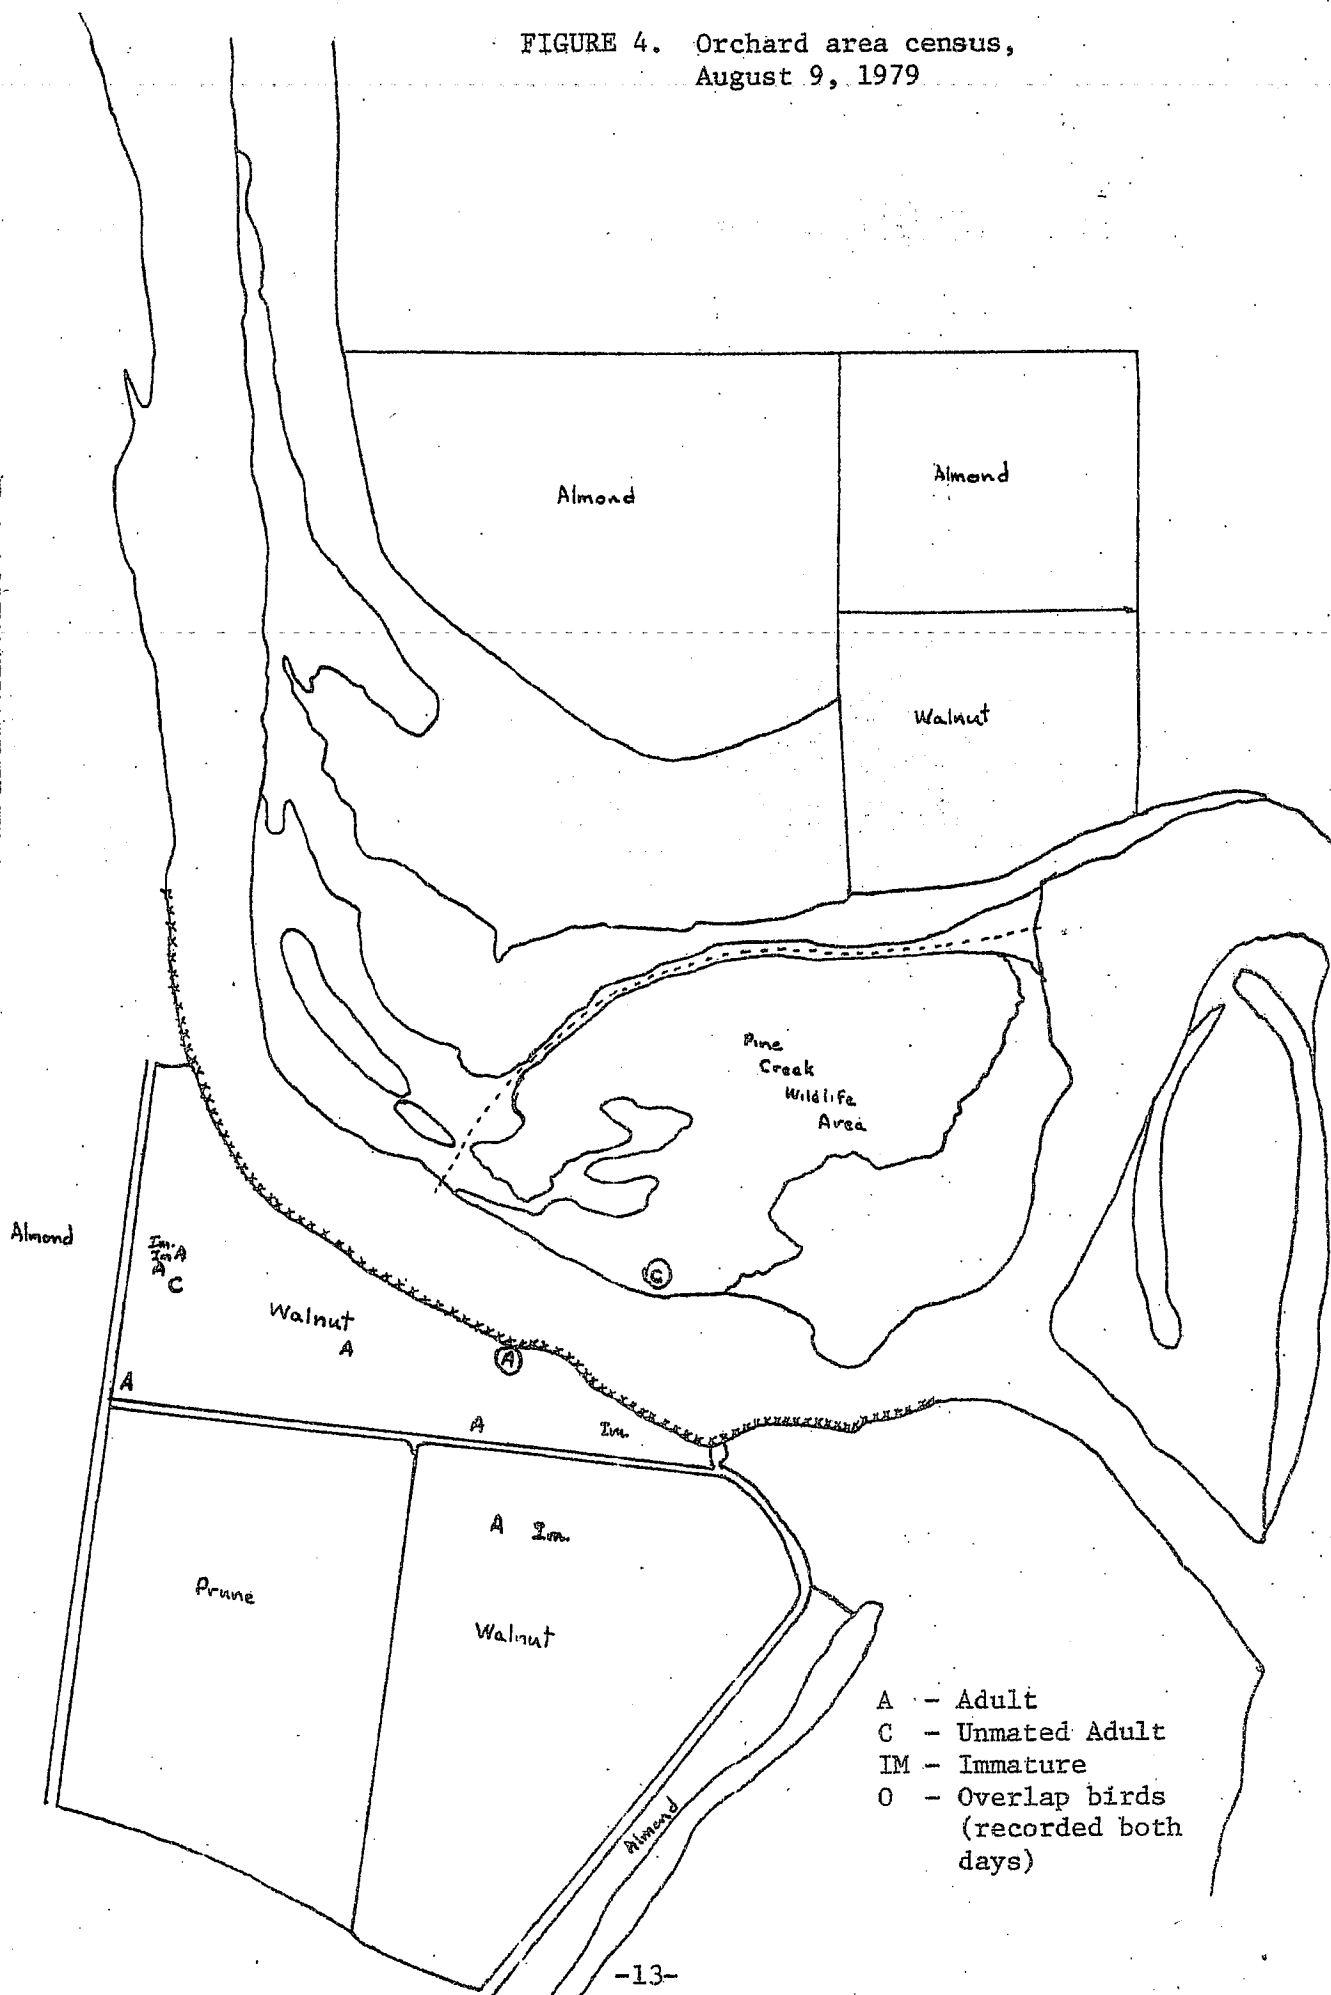 FIGURE 4. Orchard area census,
August 9, 1979
Almond
Almond
Walnut
Pine
Creek
Wildlife
Area
Almond
Im.
Im A
A
C
Walnut
A
C
A
A
A
Im.
A Im.
Prune
Walnut
Almond
A - Adult
C - Unmated Adult
IM - Immature
O - Overlap birds
(recorded both
days)
-13-